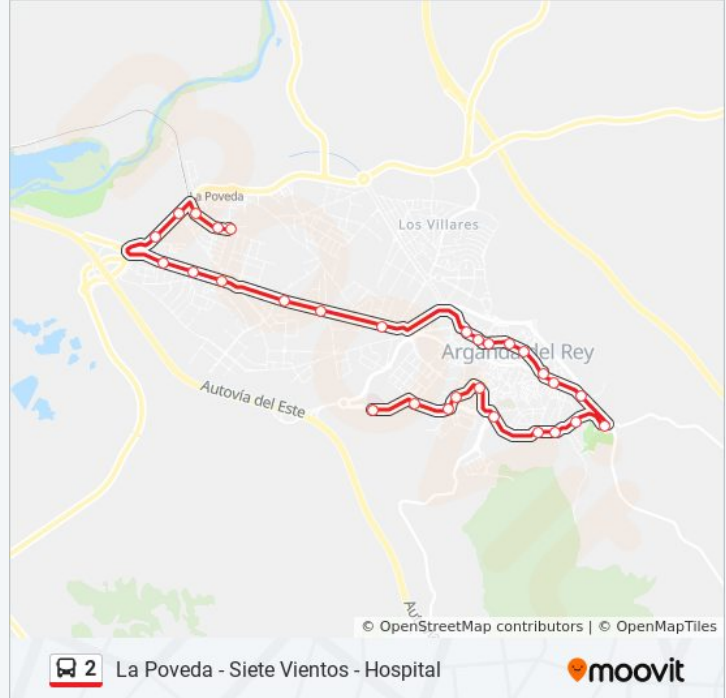 La Poveda
Los Villares
Arganda del Rey
Autovía del Este
© OpenStreetMap contributors | © OpenMapTiles
2 La Poveda - Siete Vientos - Hospital
moovit